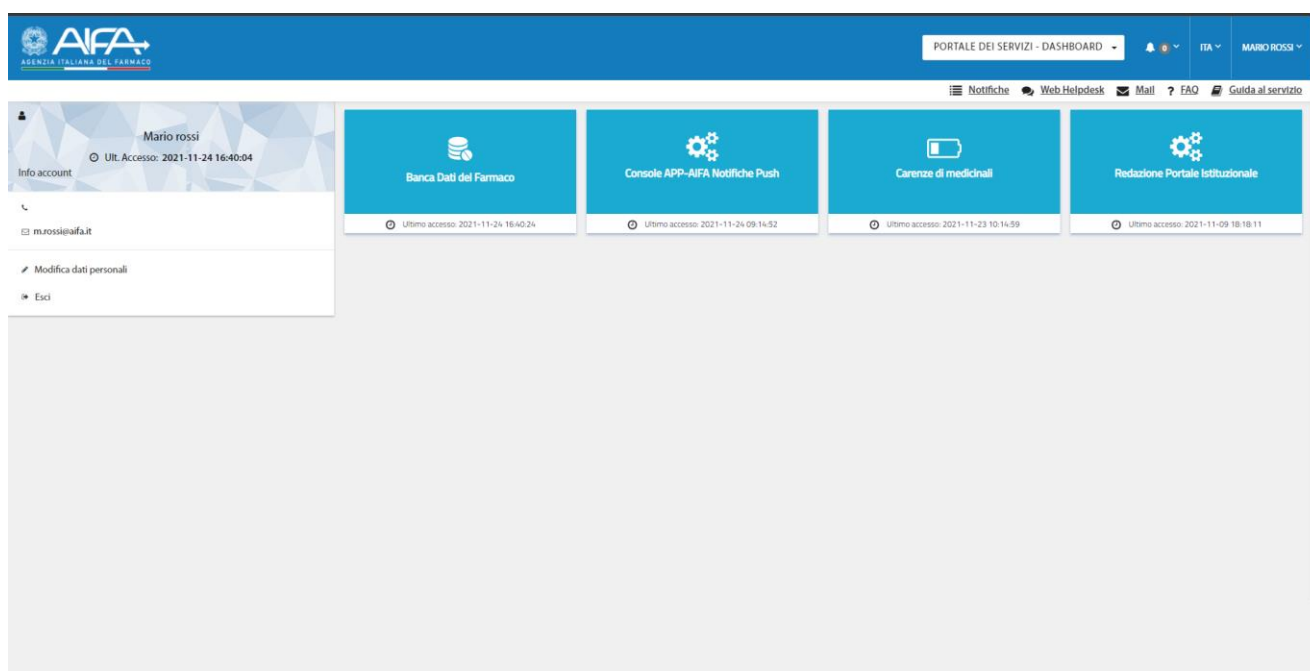 AIFA
AGENZIA ITALIANA DEL FARMACO
PORTALE DEI SERVIZI - DASHBOARD
0
ITA
MARIO ROSSI
Notifiche Web Helpdesk Mail ? FAQ Guida al servizio
Mario rossi
Ult. Accesso: 2021-11-24 16:40:04
Info account
m.rossi@aifa.it
Modifica dati personali
Esci
Banca Dati del Farmaco
Ultimo accesso: 2021-11-24 16:40:24
Console APP-AIFA Notifiche Push
Ultimo accesso: 2021-11-24 09:14:52
Carenze di medicinali
Ultimo accesso: 2021-11-23 10:14:59
Redazione Portale Istituzionale
Ultimo accesso: 2021-11-09 18:18:11